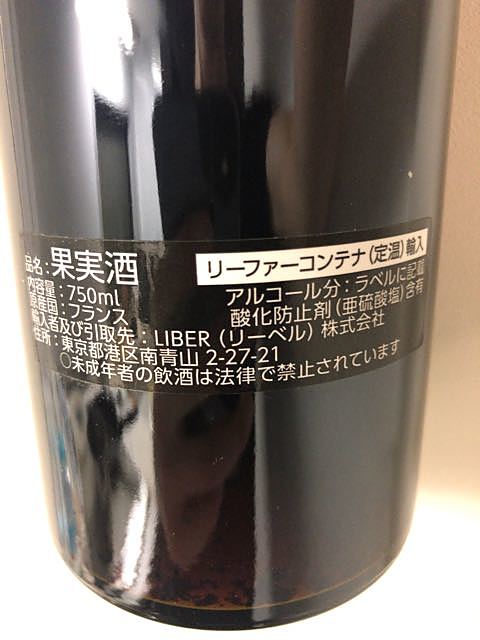 品名:果実酒
リーファーコンテナ(定温)輸入
内容量:750ml
アルコール分:ラベルに記載
原産国:フランス
酸化防止剤(亜硫酸塩)含有
輸入者及び引取先:LIBER (リーベル) 株式会社
住所:東京都港区南青山 2-27-21
○未成年者の飲酒は法律で禁止されています